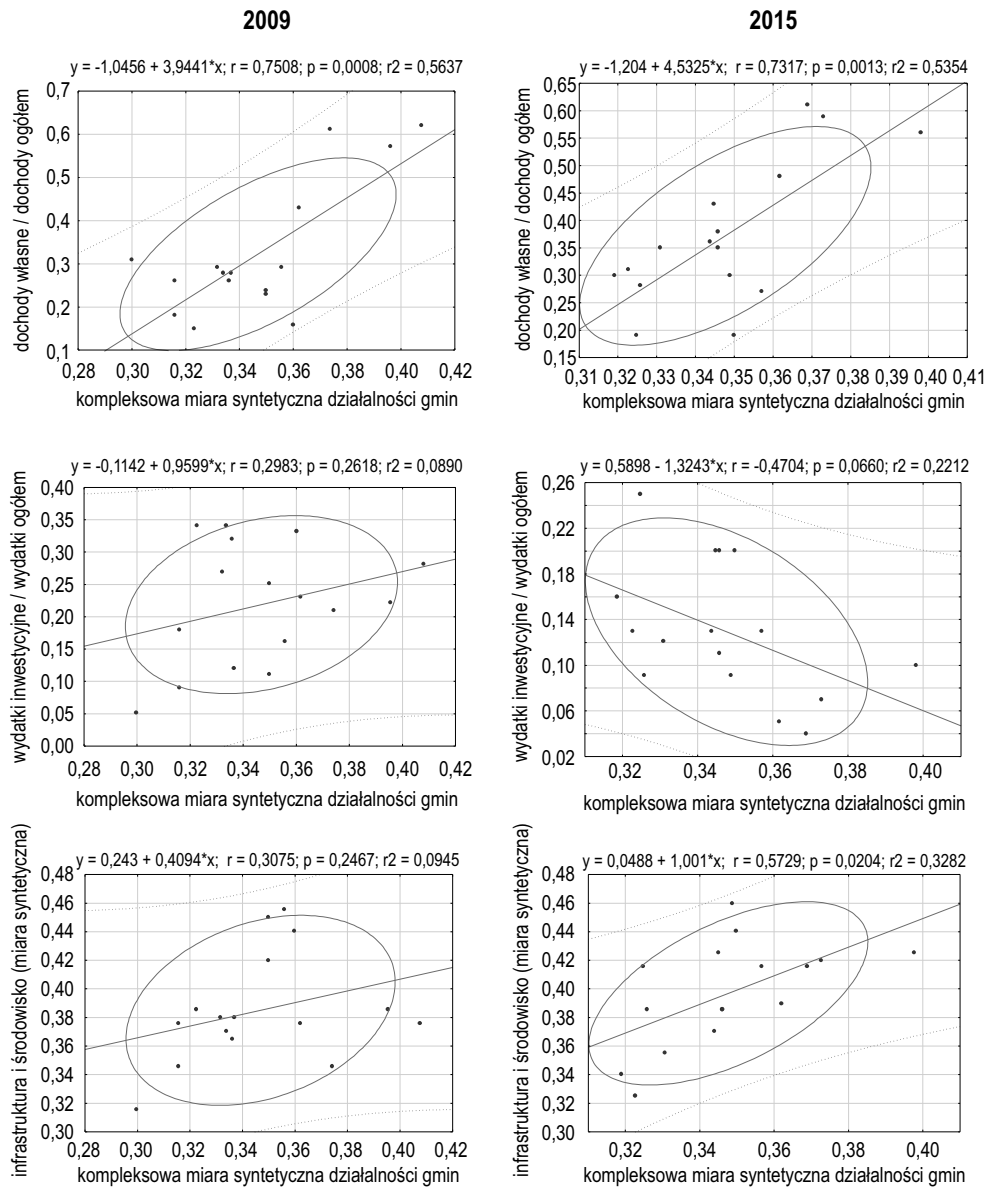 2009
2015
y = -1,0456 + 3,9441*x; r = 0,7508; p = 0,0008; r2 = 0,5637
dochody własne / dochody ogółem
0,7
0,6
0,5
0,4
0,3
0,2
0,1
0,28 0,30 0,32 0,34 0,36 0,38 0,40 0,42
kompleksowa miara syntetyczna działalności gmin
y = -1,204 + 4,5325*x; r = 0,7317; p = 0,0013; r2 = 0,5354
dochody własne / dochody ogółem
0,65
0,60
0,55
0,50
0,45
0,40
0,35
0,30
0,25
0,20
0,15
0,31 0,32 0,33 0,34 0,35 0,36 0,37 0,38 0,39 0,40 0,41
kompleksowa miara syntetyczna działalności gmin
y = -0,1142 + 0,9599*x; r = 0,2983; p = 0,2618; r2 = 0,0890
wydatki inwestycyjne / wydatki ogółem
0,40
0,35
0,30
0,25
0,20
0,15
0,10
0,05
0,00
0,28 0,30 0,32 0,34 0,36 0,38 0,40 0,42
kompleksowa miara syntetyczna działalności gmin
y = 0,5898 - 1,3243*x; r = -0,4704; p = 0,0660; r2 = 0,2212
wydatki inwestycyjne / wydatki ogółem
0,26
0,22
0,18
0,14
0,10
0,06
0,02
0,32 0,34 0,36 0,38 0,40
kompleksowa miara syntetyczna działalności gmin
y = 0,243 + 0,4094*x; r = 0,3075; p = 0,2467; r2 = 0,0945
infrastruktura i środowisko (miara syntetyczna)
0,48
0,46
0,44
0,42
0,40
0,38
0,36
0,34
0,32
0,30
0,28 0,30 0,32 0,34 0,36 0,38 0,40 0,42
kompleksowa miara syntetyczna działalności gmin
y = 0,0488 + 1,001*x; r = 0,5729; p = 0,0204; r2 = 0,3282
infrastruktura i środowisko (miara syntetyczna)
0,48
0,46
0,44
0,42
0,40
0,38
0,36
0,34
0,32
0,30
0,32 0,34 0,36 0,38 0,40
kompleksowa miara syntetyczna działalności gmin